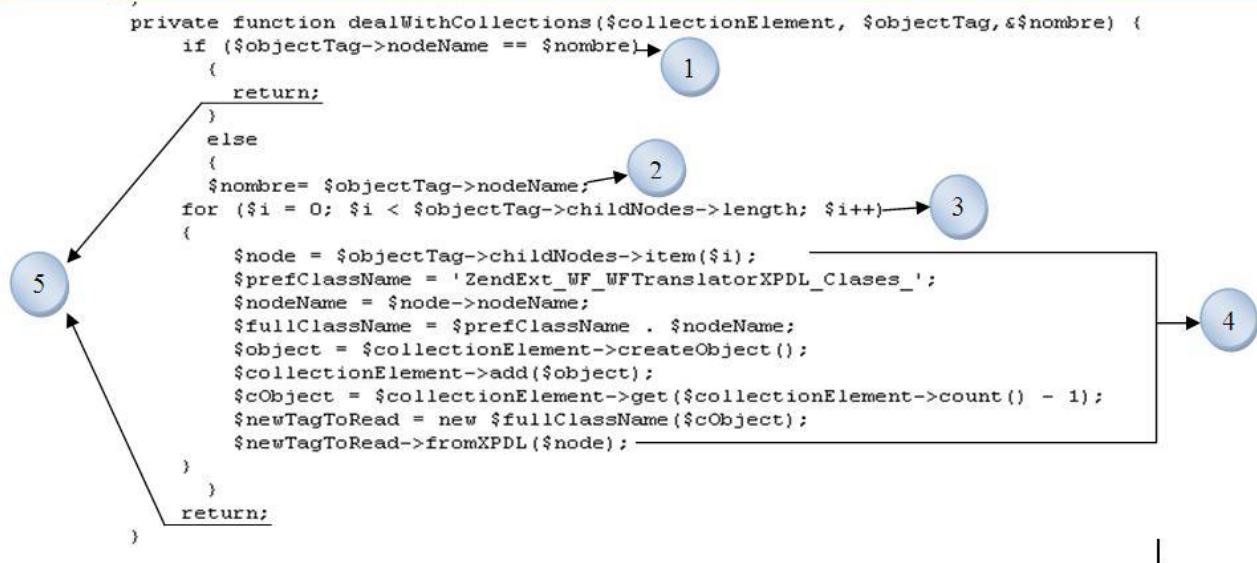 private function dealWithCollections($collectionElement, $objectTag,&$nombre) {
if ($objectTag->nodeName == $nombre)
1
{
return;
}
else
{
$nombre= $objectTag->nodeName;
2
for ($i = 0; $i < $objectTag->childNodes->length; $i++)
3
{
$node = $objectTag->childNodes->item($i);
$prefClassName = 'ZendExt_WF_WFTranslatorXPDL_Clases_';
5
$nodeName = $node->nodeName;
$fullClassName = $prefClassName . $nodeName;
4
$object = $collectionElement->createObject();
$collectionElement->add($object);
$cObject = $collectionElement->get($collectionElement->count() - 1);
$newTagToRead = new $fullClassName($cObject);
$newTagToRead->fromXPDL($node);
}
}
return;
}